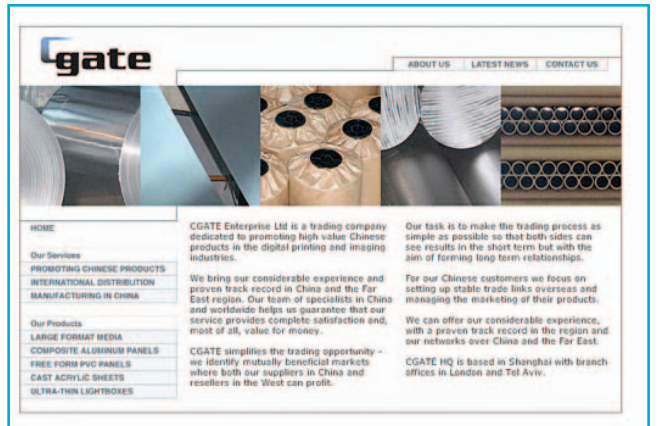 Cgate
ABOUT US
LATEST NEWS
CONTACT US
HOME
Our Services
PROMOTING CHINESE PRODUCTS
INTERNATIONAL DISTRIBUTION
MANUFACTURING IN CHINA
Our Products
LARGE FORMAT MEDIA
COMPOSITE ALUMINUM PANELS
FREE FORM PVC PANELS
CAST ACRYLIC SHEETS
ULTRA-THIN LIGHTBOXES
CGATE Enterprise Ltd is a trading company
dedicated to promoting high value Chinese
products in the digital printing and imaging
industries.
We bring our considerable experience and
proven track record in China and the Far
East region. Our team of specialists in China
and worldwide helps us guarantee that our
service provides complete satisfaction and,
most of all, value for money.
CGATE simplifies the trading opportunity -
we identify mutually beneficial markets
where both our suppliers in China and
resellers in the West can profit.
Our task is to make the trading process as
simple as possible so that both sides can
see results in the short term but with the
aim of forming long term relationships.
For our Chinese customers we focus on
setting up stable trade links overseas and
managing the marketing of their products.
We can offer our considerable experience,
with a proven track record in the region and
our networks over China and the Far East.
CGATE HQ is based in Shanghai with branch
offices in London and Tel Aviv.